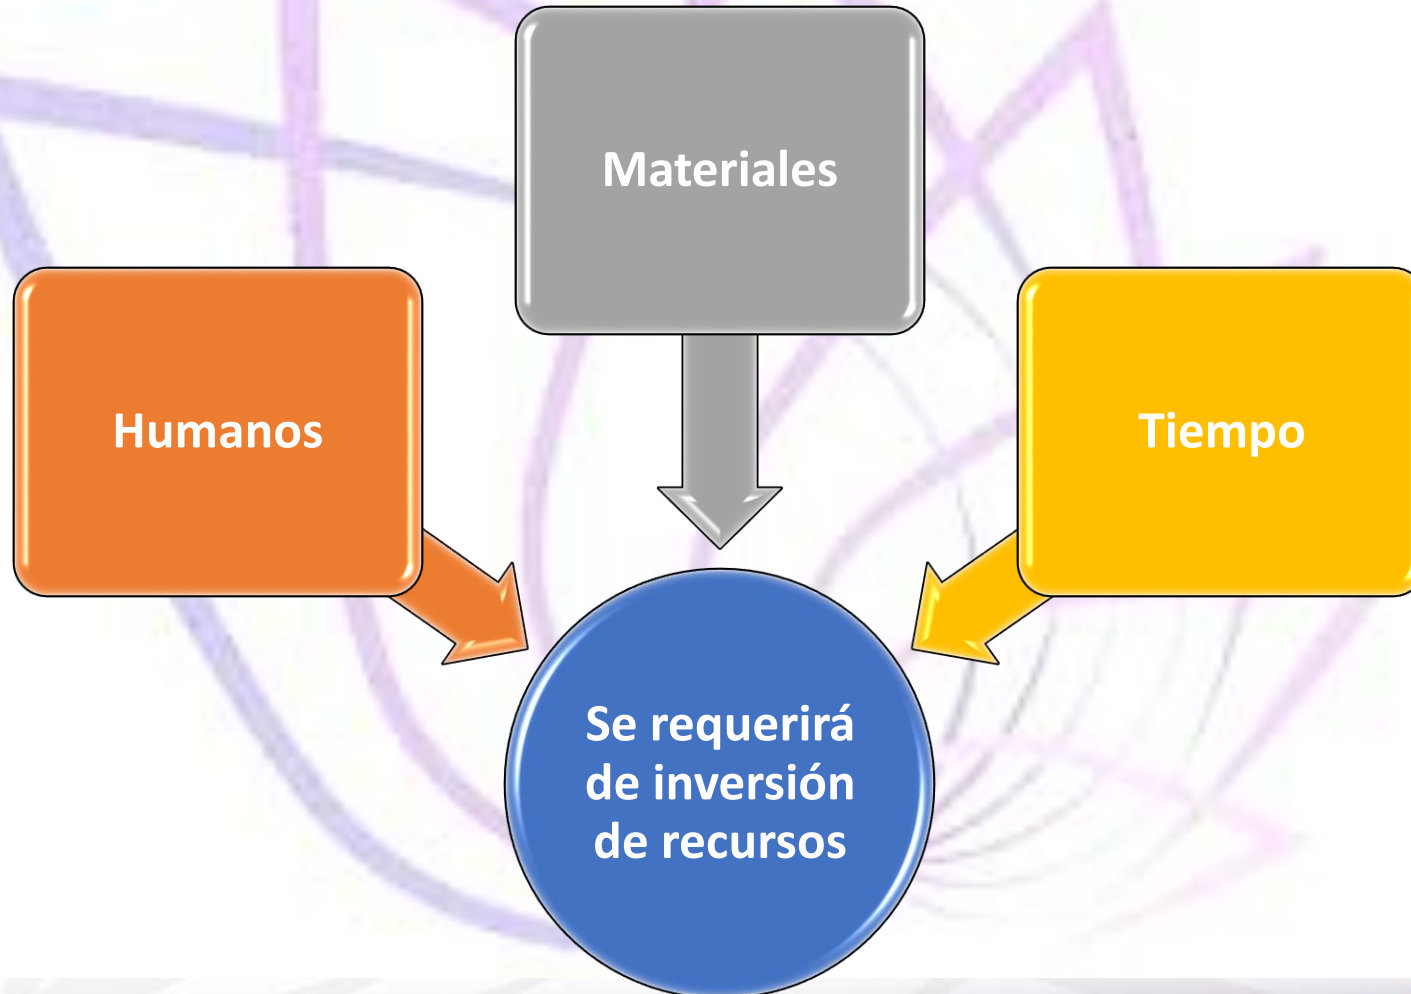 Materiales
Humanos
Tiempo
Se requerirá
de inversión
de recursos